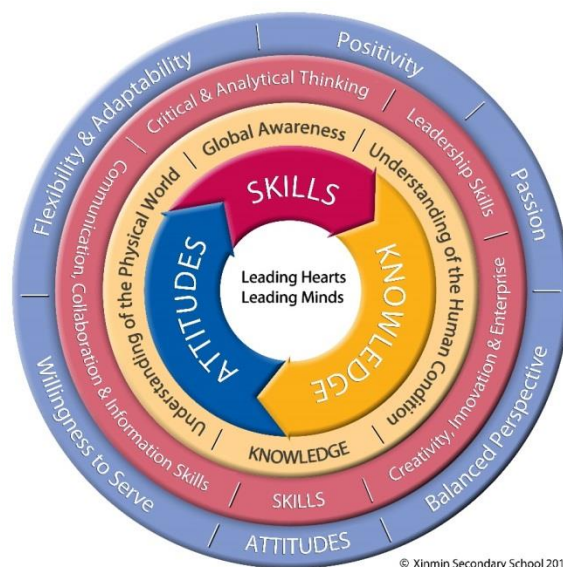 Flexibility & Adaptability
Positivity
Passion
Balanced Perspective
ATTITUDES
Willingness to Serve
Communication, Collaboration & Information Skills
Critical & Analytical Thinking
Leadership Skills
Creativity, Innovation & Enterprise
SKILLS
Understanding of the Physical World
Global Awareness
Understanding of the Human Condition
KNOWLEDGE
SKILLS
KNOWLEDGE
ATTITUDES
Leading Hearts
Leading Minds
© Xinmin Secondary School